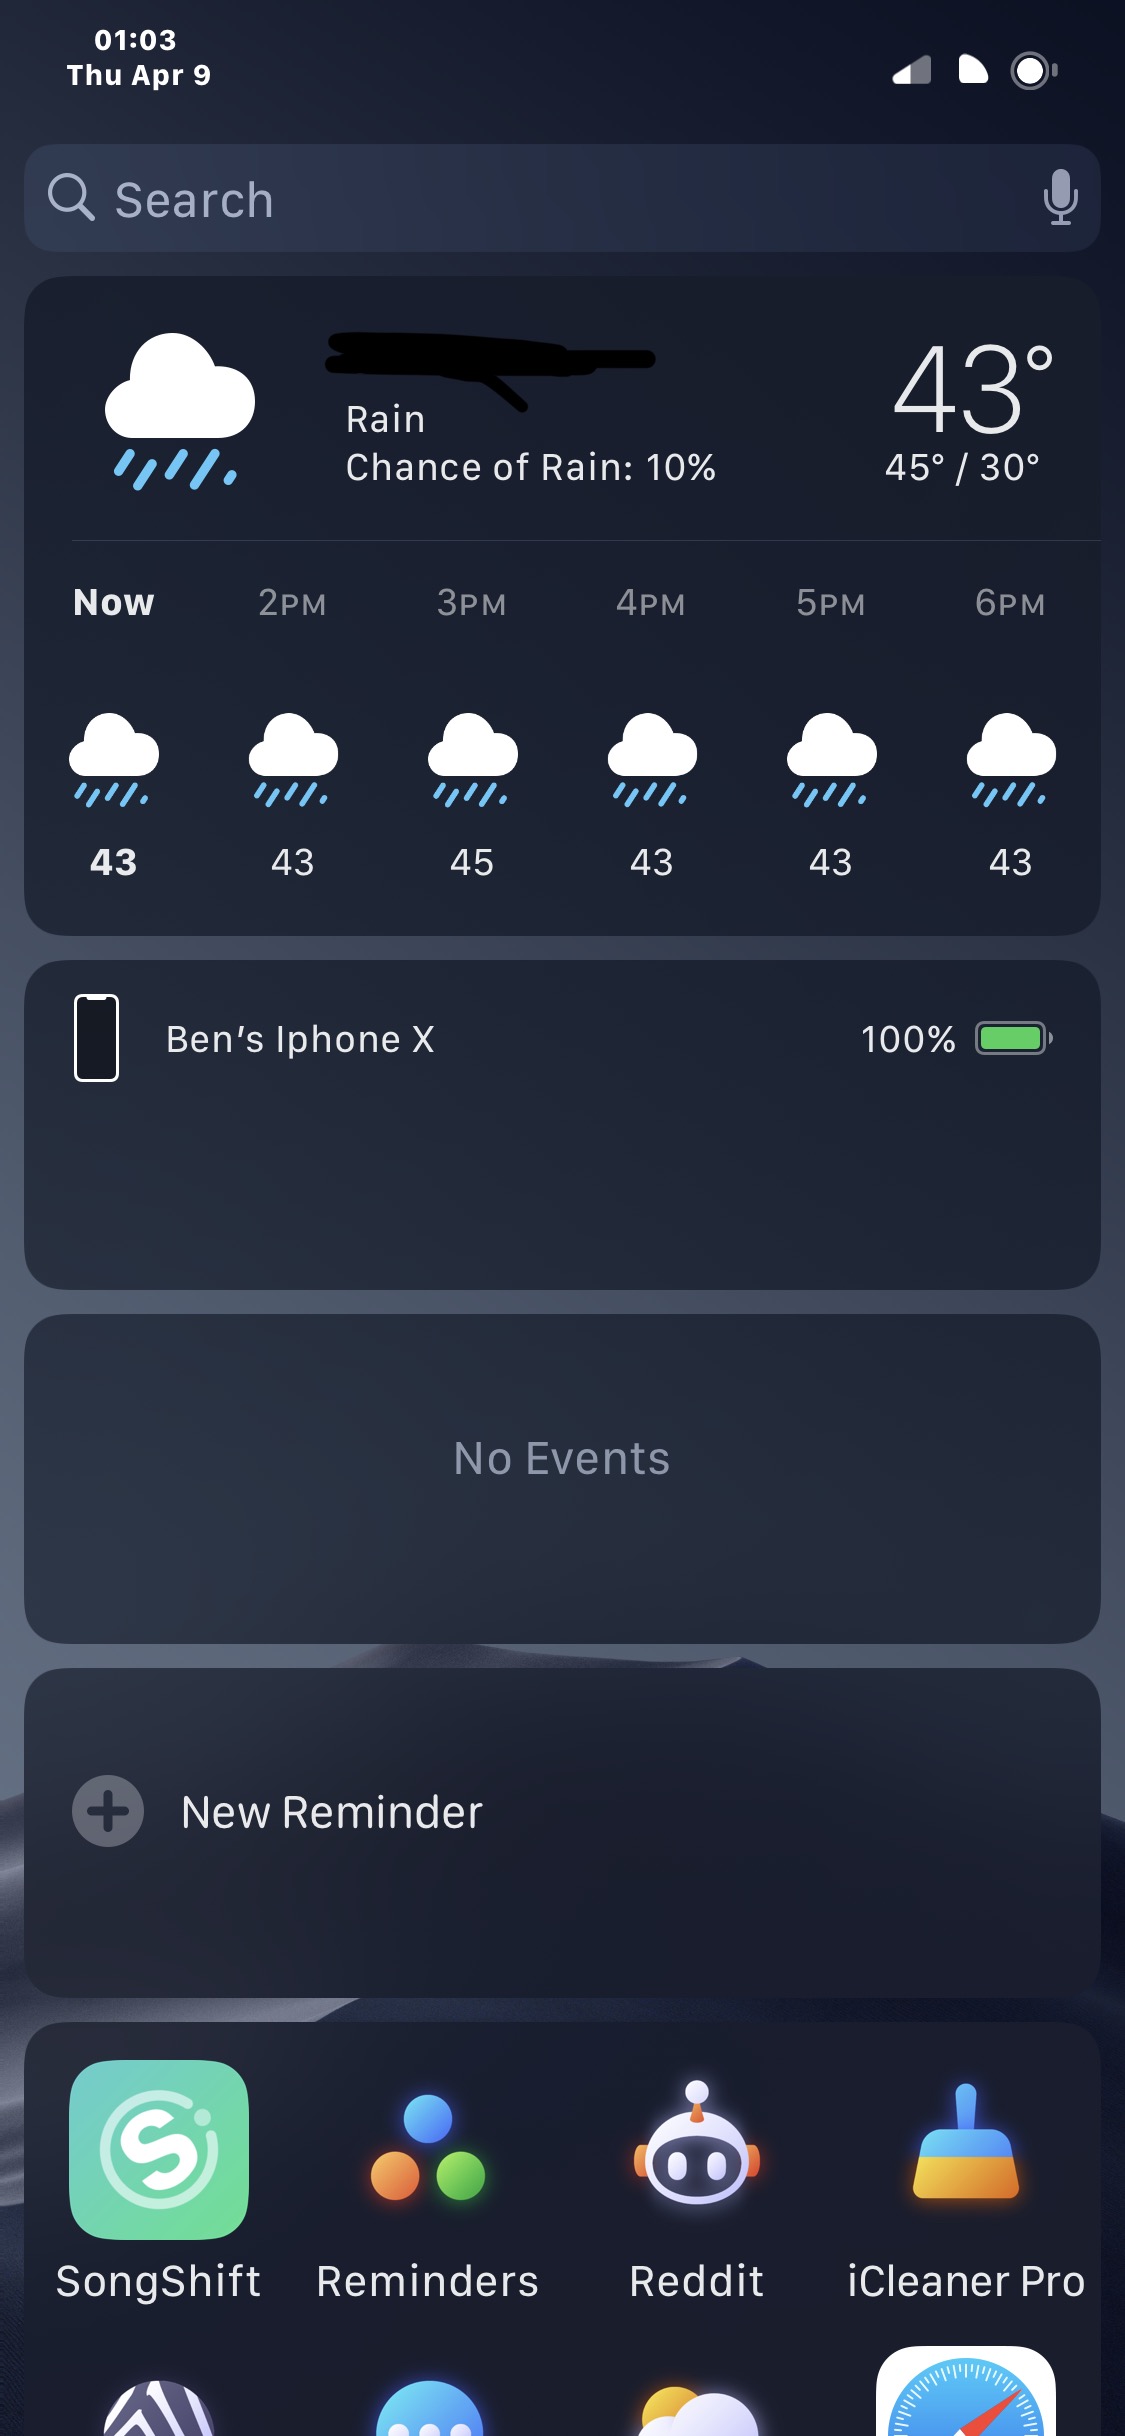 01:03
Thu Apr 9
Search
43°
Rain
Chance of Rain: 10%
45° / 30°
Now 2PM 3PM 4PM 5PM 6PM
43 43 45 43 43 43
Ben’s Iphone X 100%
No Events
New Reminder
SongShift Reminders Reddit iCleaner Pro